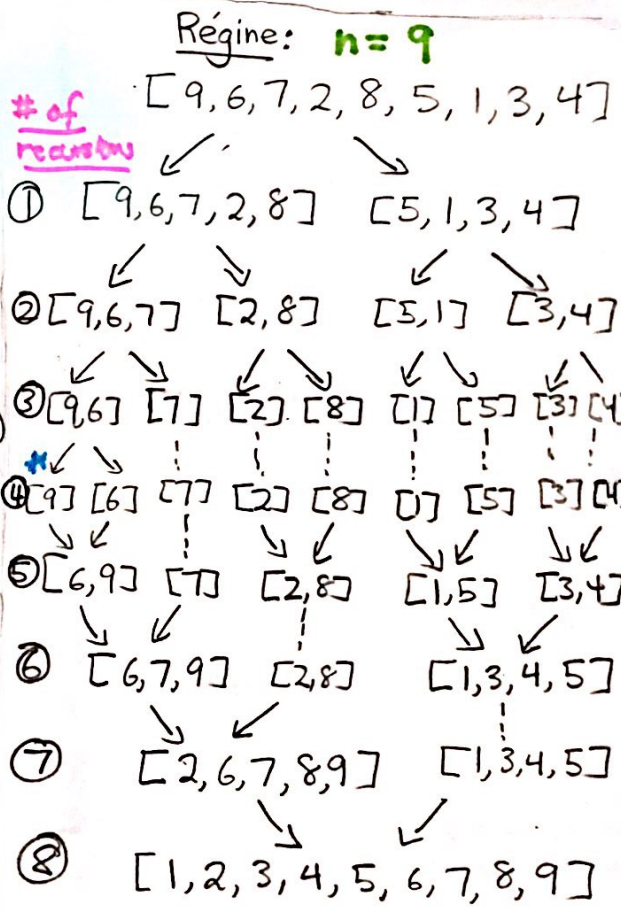 Régine: n = 9
[9, 6, 7, 2, 8, 5, 1, 3, 4]
# of
recursions
① [9, 6, 7, 2, 8] [5, 1, 3, 4]
② [9, 6, 7] [2, 8] [5, 1] [3, 4]
③ [9, 6] [7] [2] [8] [1] [5] [3] [4]
*
④ [9] [6] [7] [2] [8] [1] [5] [3] [4]
⑤ [6, 9] [7] [2, 8] [1, 5] [3, 4]
⑥ [6, 7, 9] [2, 8] [1, 3, 4, 5]
⑦ [2, 6, 7, 8, 9] [1, 3, 4, 5]
⑧ [1, 2, 3, 4, 5, 6, 7, 8, 9]